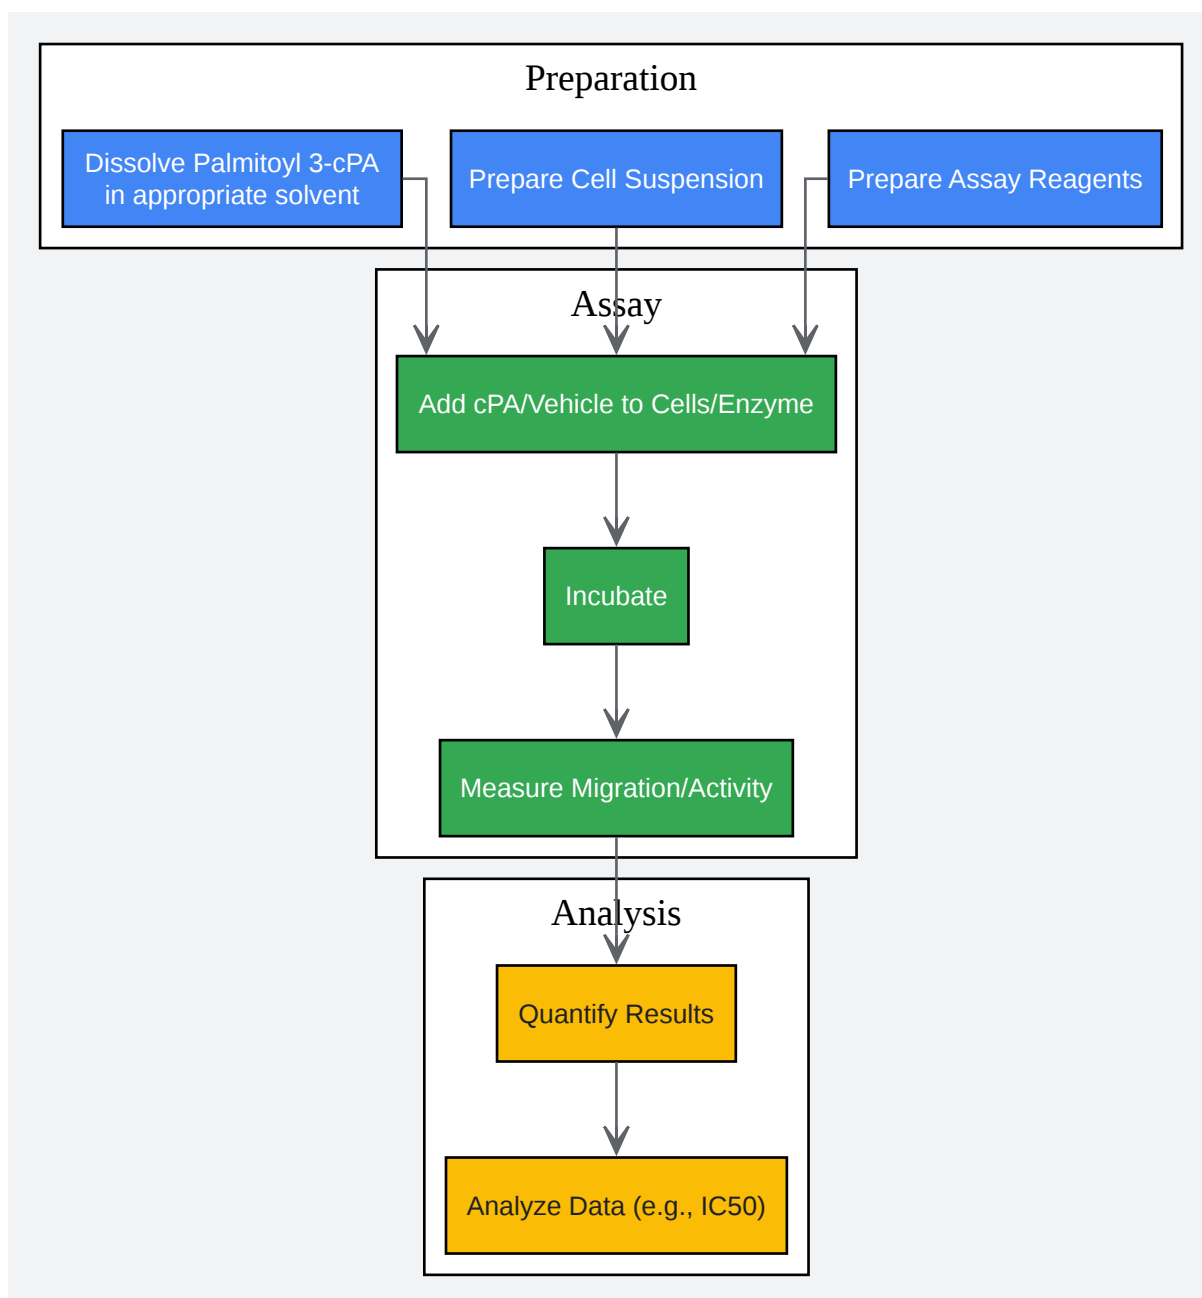 Preparation
Dissolve Palmitoyl 3-cPA
in appropriate solvent
Prepare Cell Suspension
Prepare Assay Reagents
Assay
Add cPA/Vehicle to Cells/Enzyme
Incubate
Measure Migration/Activity
Analysis
Quantify Results
Analyze Data (e.g., IC50)